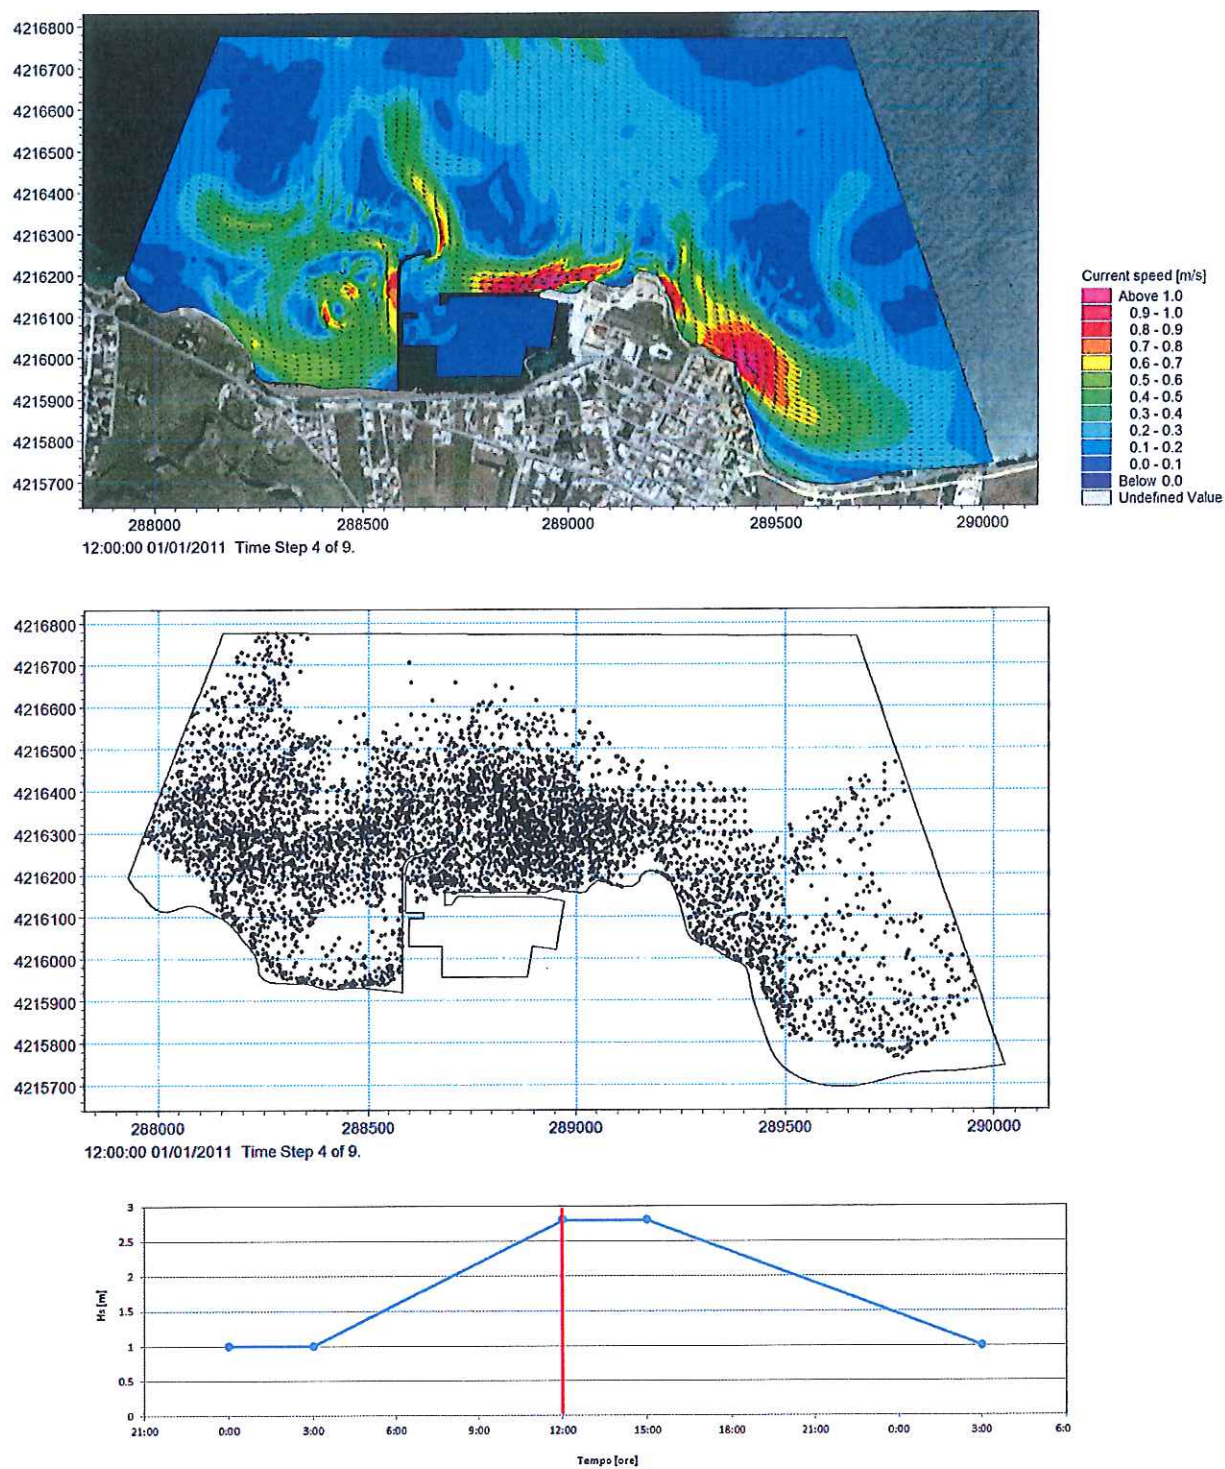 4216800
4216700
4216600
4216500
4216400
4216300
4216200
4216100
4216000
4215900
4215800
4215700
288000 288500 289000 289500 290000
12:00:00 01/01/2011 Time Step 4 of 9.
Current speed [m/s]
Above 1.0
0.9 - 1.0
0.8 - 0.9
0.7 - 0.8
0.6 - 0.7
0.5 - 0.6
0.4 - 0.5
0.3 - 0.4
0.2 - 0.3
0.1 - 0.2
0.0 - 0.1
Below 0.0
Undefined Value
4216800
4216700
4216600
4216500
4216400
4216300
4216200
4216100
4216000
4215900
4215800
4215700
288000 288500 289000 289500 290000
12:00:00 01/01/2011 Time Step 4 of 9.
3
2.5
2
1.5
1
0.5
0
Hs [m]
21:00 0:00 3:00 6:00 9:00 12:00 15:00 18:00 21:00 0:00 3:00 6:0
Tempo [ore]